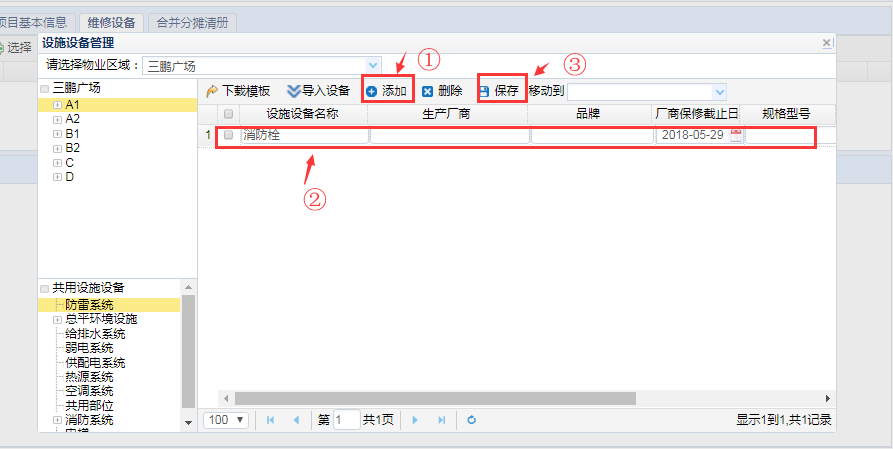 项目基本信息 维修设备 合并分摊清册
选择
设施设备管理
请选择物业区域： 三鹏广场
①
③
三鹏广场
下载模板 导入设备 添加 删除 保存 移动到
A1
A2
B1
B2
C
D
设施设备名称 生产厂商 品牌 厂商保修截止日 规格型号
1 消防栓 2018-05-29
②
共用设施设备
防雷系统
总平环境设施
给排水系统
弱电系统
供配电系统
热源系统
空调系统
共用部位
消防系统
100 第 1 共1页 显示1到1,共1记录